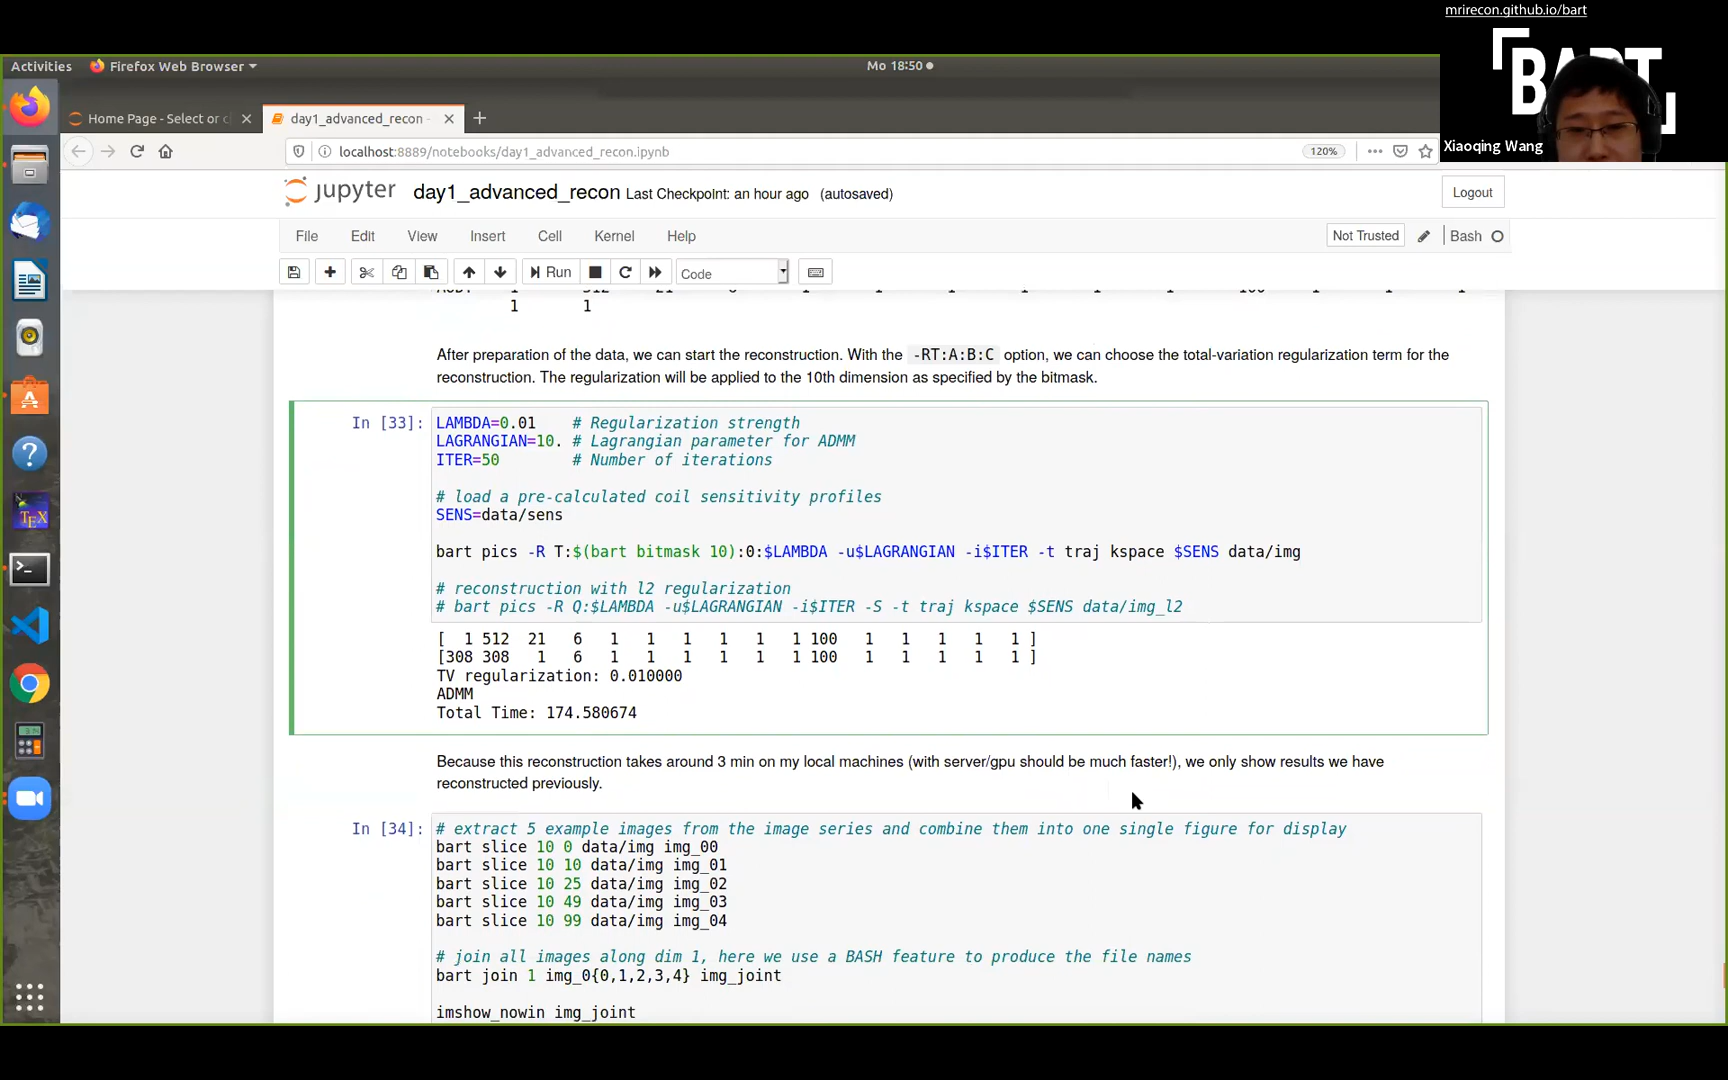 mrirecon.github.io/bart
BART
Xiaoqing Wang
Activities Firefox Web Browser Mo 18:50
Home Page - Select or c day1_advanced_recon -
localhost:8889/notebooks/day1_advanced_recon.ipynb 120%
jupyter day1_advanced_recon Last Checkpoint: an hour ago (autosaved) Logout
File Edit View Insert Cell Kernel Help Not Trusted Bash
Run Code
1 1
After preparation of the data, we can start the reconstruction. With the -RT:A:B:C option, we can choose the total-variation regularization term for the
reconstruction. The regularization will be applied to the 10th dimension as specified by the bitmask.
In [33]: LAMBDA=0.01 # Regularization strength
LAGRANGIAN=10. # Lagrangian parameter for ADMM
ITER=50 # Number of iterations
# load a pre-calculated coil sensitivity profiles
SENS=data/sens
bart pics -R T:$(bart bitmask 10):0:$LAMBDA -u$LAGRANGIAN -i$ITER -t traj kspace $SENS data/img
# reconstruction with l2 regularization
# bart pics -R Q:$LAMBDA -u$LAGRANGIAN -i$ITER -S -t traj kspace $SENS data/img_l2
[ 1 512 21 6 1 1 1 1 1 1 100 1 1 1 1 1 ]
[308 308 1 6 1 1 1 1 1 1 100 1 1 1 1 1 ]
TV regularization: 0.010000
ADMM
Total Time: 174.580674
Because this reconstruction takes around 3 min on my local machines (with server/gpu should be much faster!), we only show results we have
reconstructed previously.
In [34]: # extract 5 example images from the image series and combine them into one single figure for display
bart slice 10 0 data/img img_00
bart slice 10 10 data/img img_01
bart slice 10 25 data/img img_02
bart slice 10 49 data/img img_03
bart slice 10 99 data/img img_04
# join all images along dim 1, here we use a BASH feature to produce the file names
bart join 1 img_0{0,1,2,3,4} img_joint
imshow_nowin img_joint